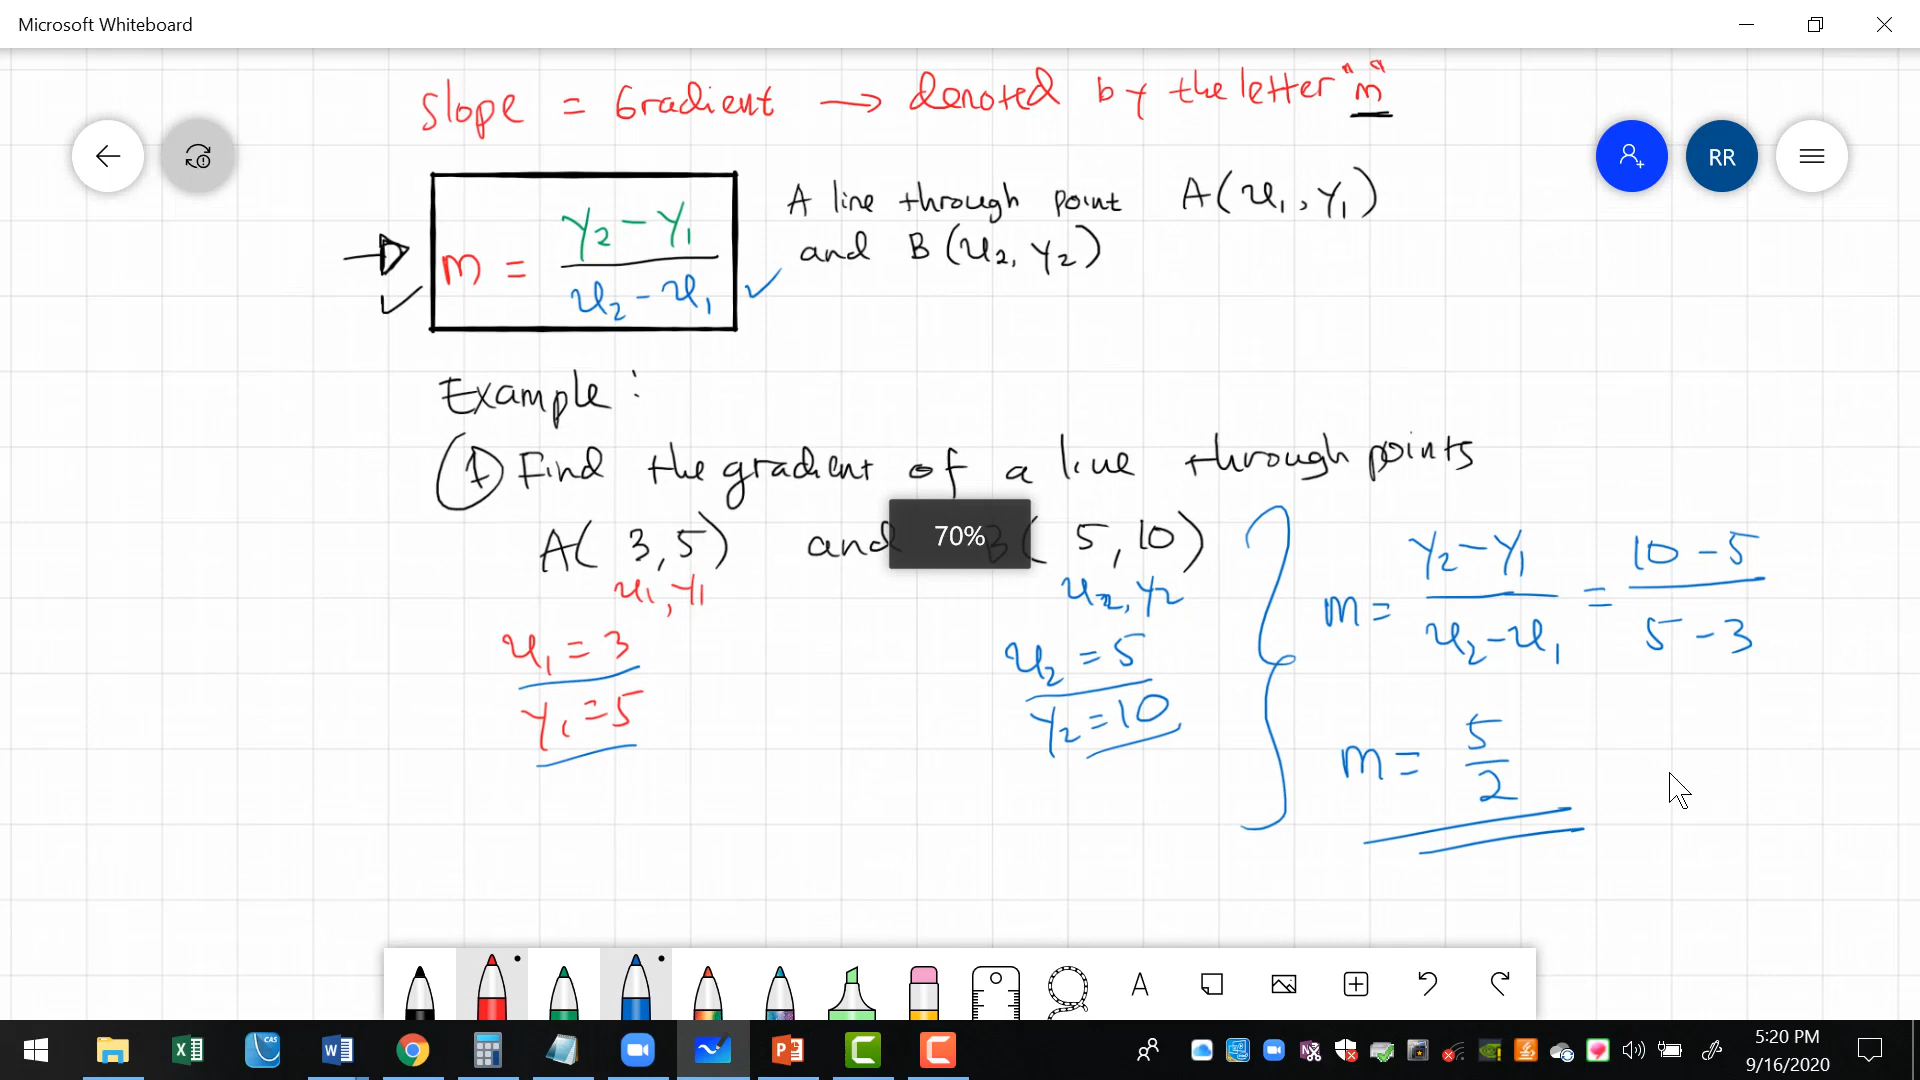 Microsoft Whiteboard
Slope = Gradient → denoted by the letter "m"
m = y₂ - y₁ / x₂ - x₁
A line through point A(x₁, y₁)
and B(x₂, y₂)
Example:
① Find the gradient of a line through points
A(3,5) and B(5,10)
70%
x₁, y₁
x₂, y₂
x₁ = 3
y₁ = 5
x₂ = 5
y₂ = 10
m = y₂ - y₁ / x₂ - x₁ = 10 - 5 / 5 - 3
m = 5/2
RR
A
CAS
5:20 PM
9/16/2020